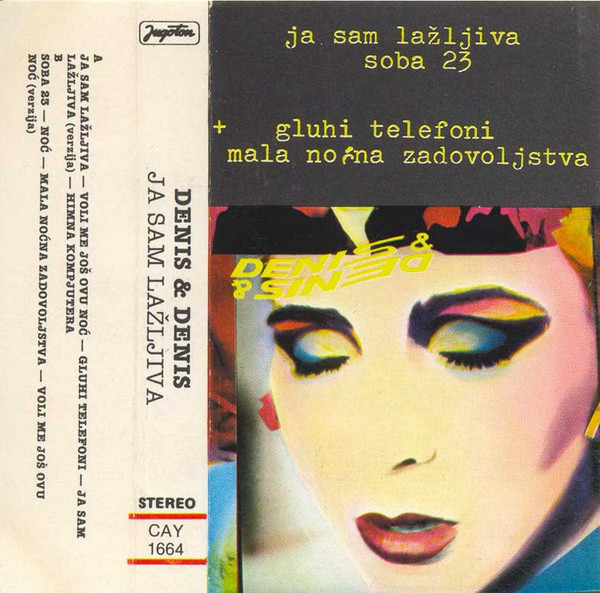 Jugoton
A
JA SAM LAŽLJIVA — VOLI ME JOŠ OVU NOĆ — GLUHI TELEFONI — JA SAM
LAŽLJIVA (verzija) — HIMNA KOMPJUTERA
B
SOBA 23 — NOĆ — MALA NOĆNA ZADOVOLJSTVA — VOLI ME JOŠ OVU
NOĆ (verzija)
DENIS & DENIS
JA SAM LAŽLJIVA
STEREO
CAY
1664
ja sam lažljiva
soba 23
+ gluhi telefoni
mala noćna zadovoljstva
DENIS &
DENIS &